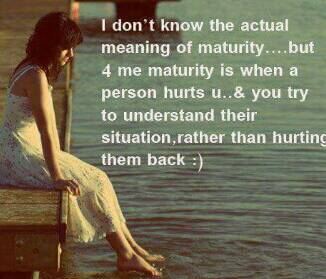 I don't know the actual
meaning of maturity....but
4 me maturity is when a
person hurts u..& you try
to understand their
situation,rather than hurting
them back :)